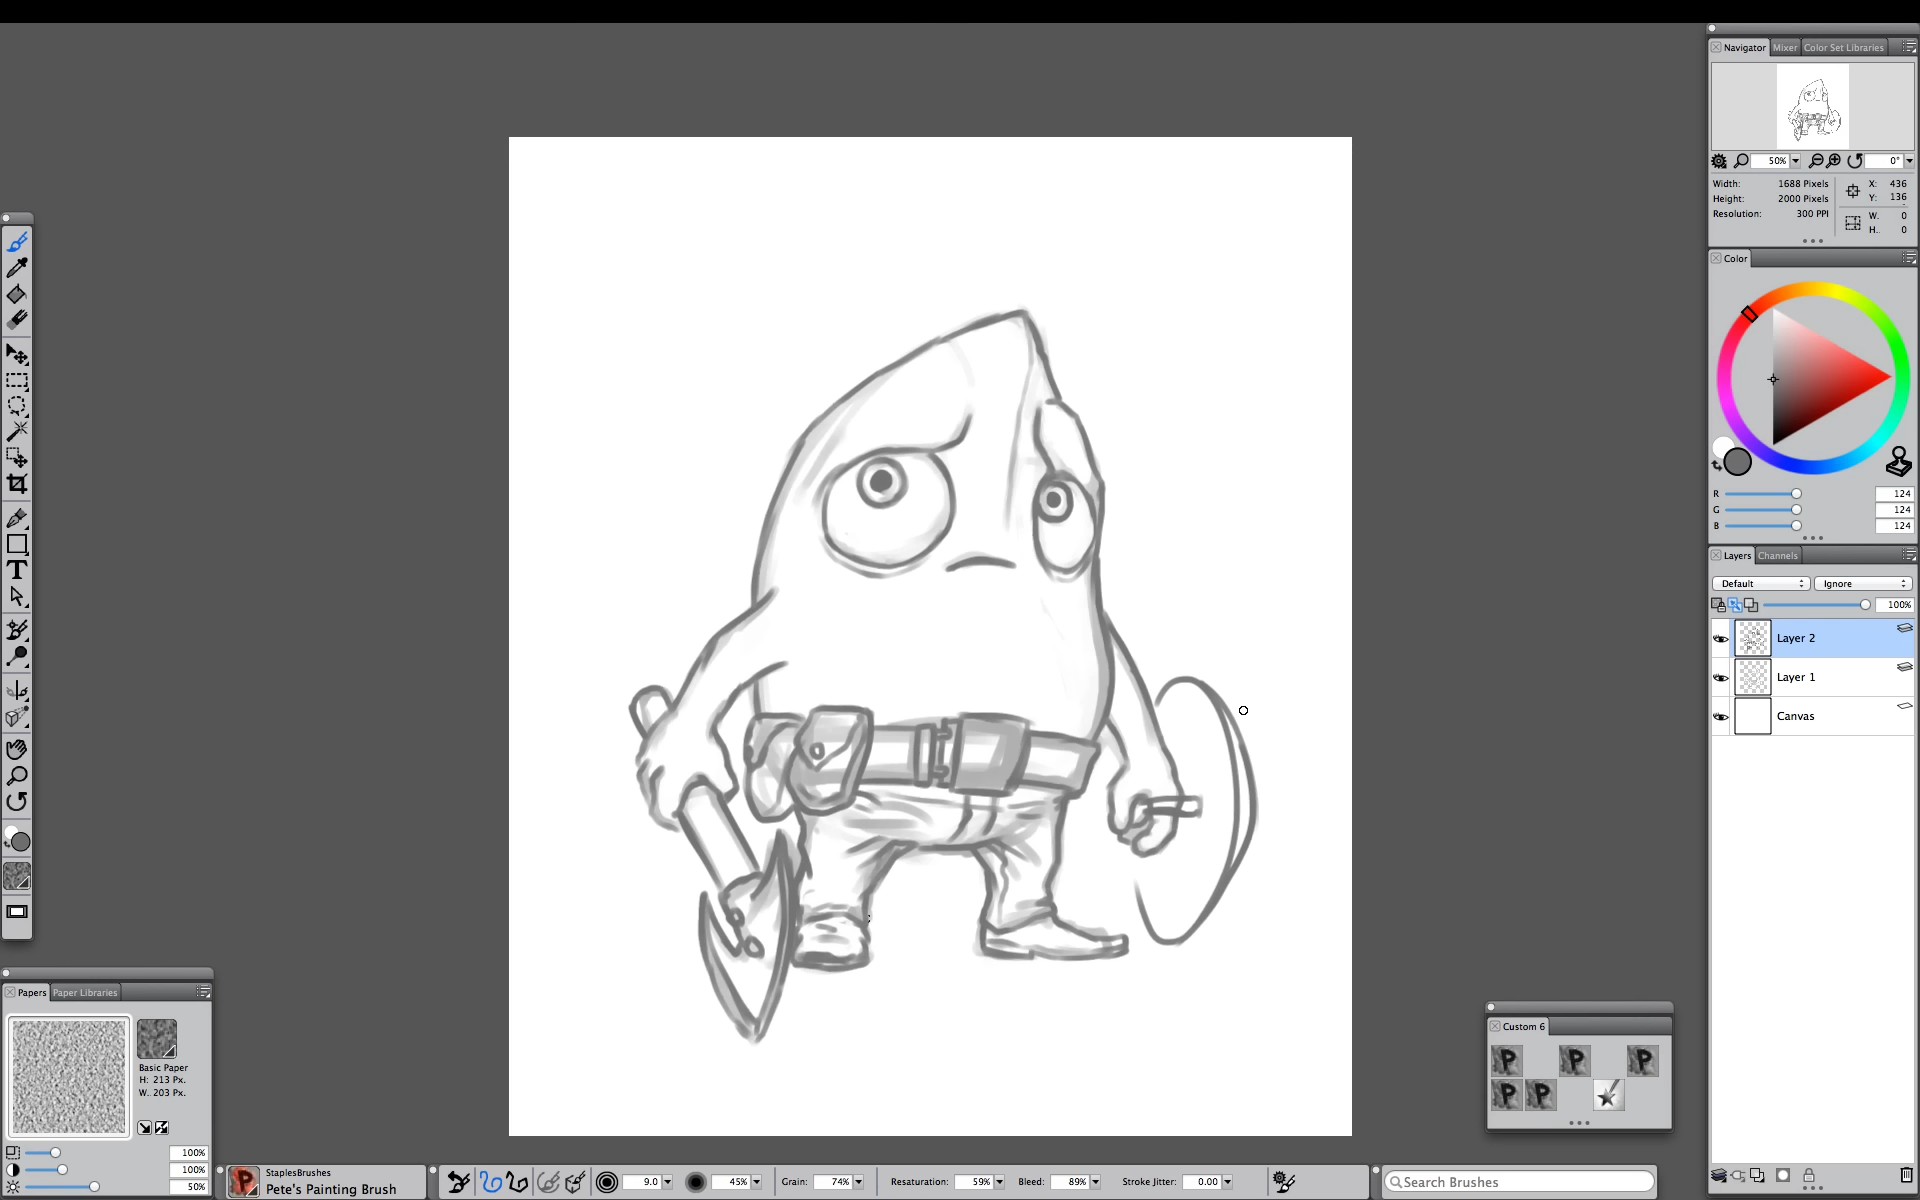 Navigator Mixer Color Set Libraries
50% 0°
Width: 1688 Pixels X: 436
Height: 2000 Pixels Y: 136
Resolution: 300 PPI W. 0
H.. 0
Color
R 124
G 124
B 124
Layers Channels
Default Ignore
100%
Layer 2
Layer 1
Canvas
T
Papers Paper Libraries
Basic Paper
H: 213 Px.
W.. 203 Px.
100%
100%
50%
Custom 6
P P P
P P
StaplesBrushes
Pete's Painting Brush
9.0 45% Grain: 74% Resaturation: 59% Bleed: 89% Stroke Jitter: 0.00
Search Brushes